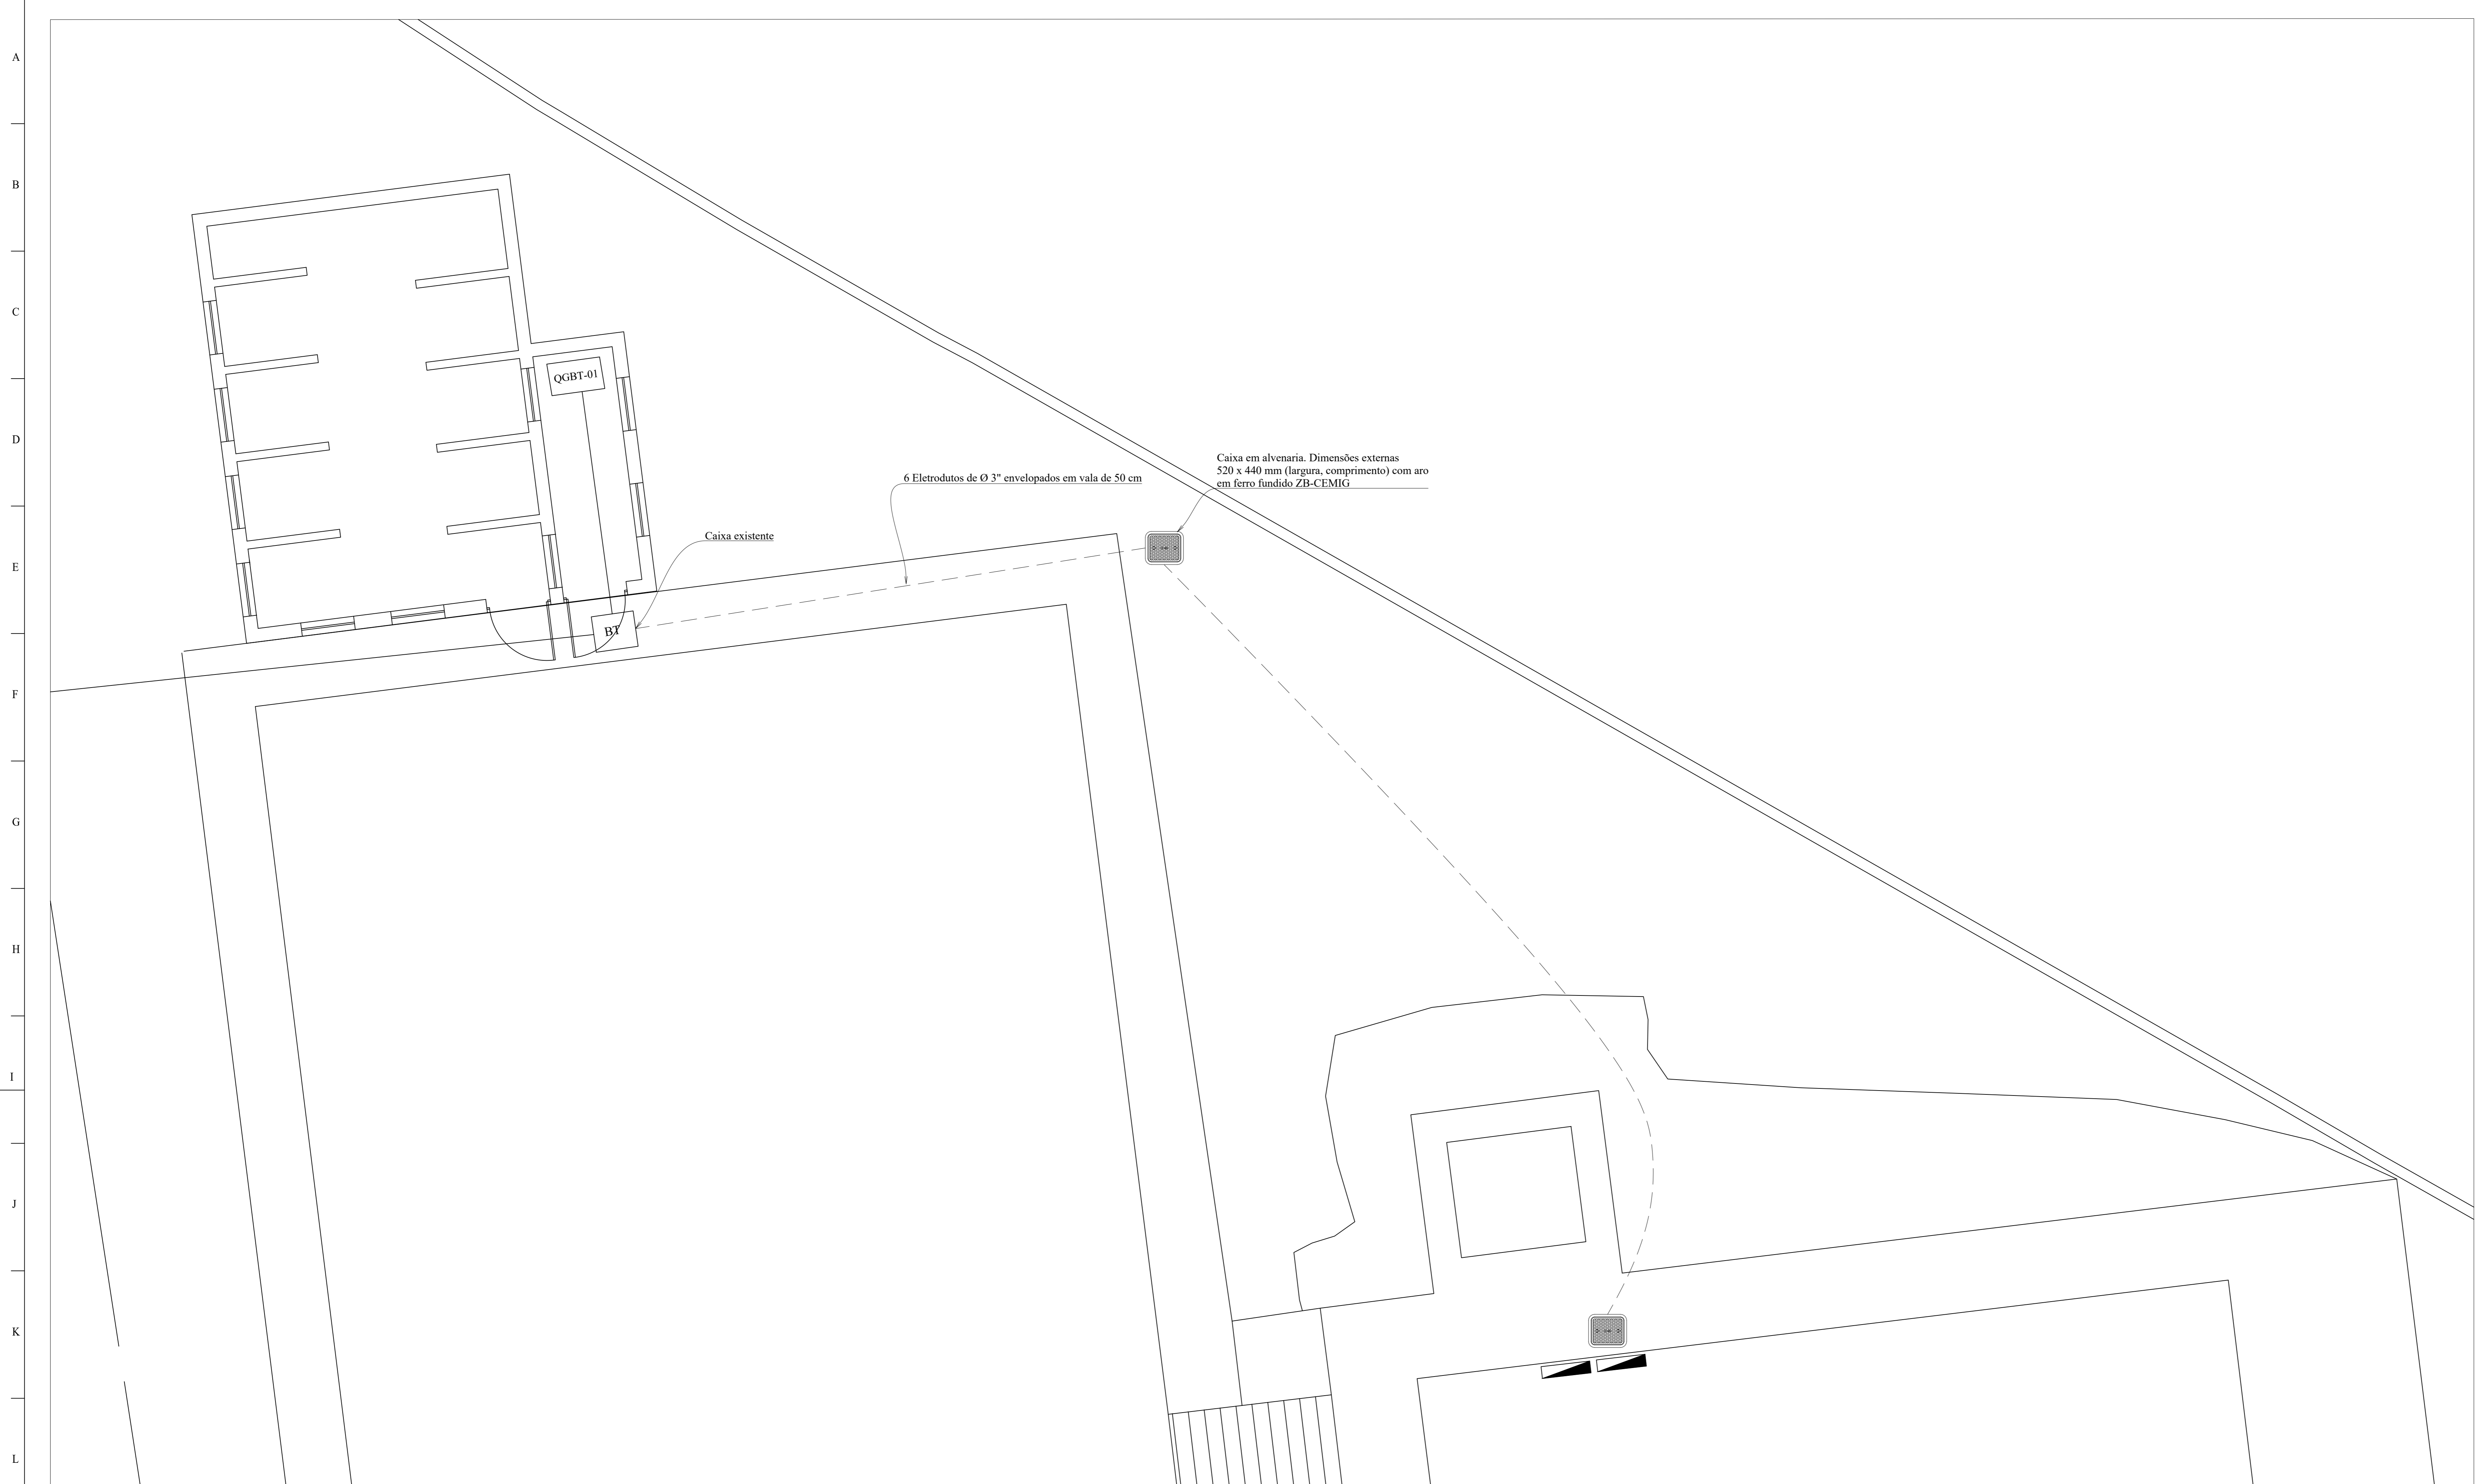 A
B
C
D
E
F
G
H
I
J
K
L
QGBT-01
Caixa em alvenaria. Dimensões externas
520 x 440 mm (largura, comprimento) com aro
em ferro fundido ZB-CEMIG
6 Eletrodutos de Ø 3" envelopados em vala de 50 cm
Caixa existente
BT